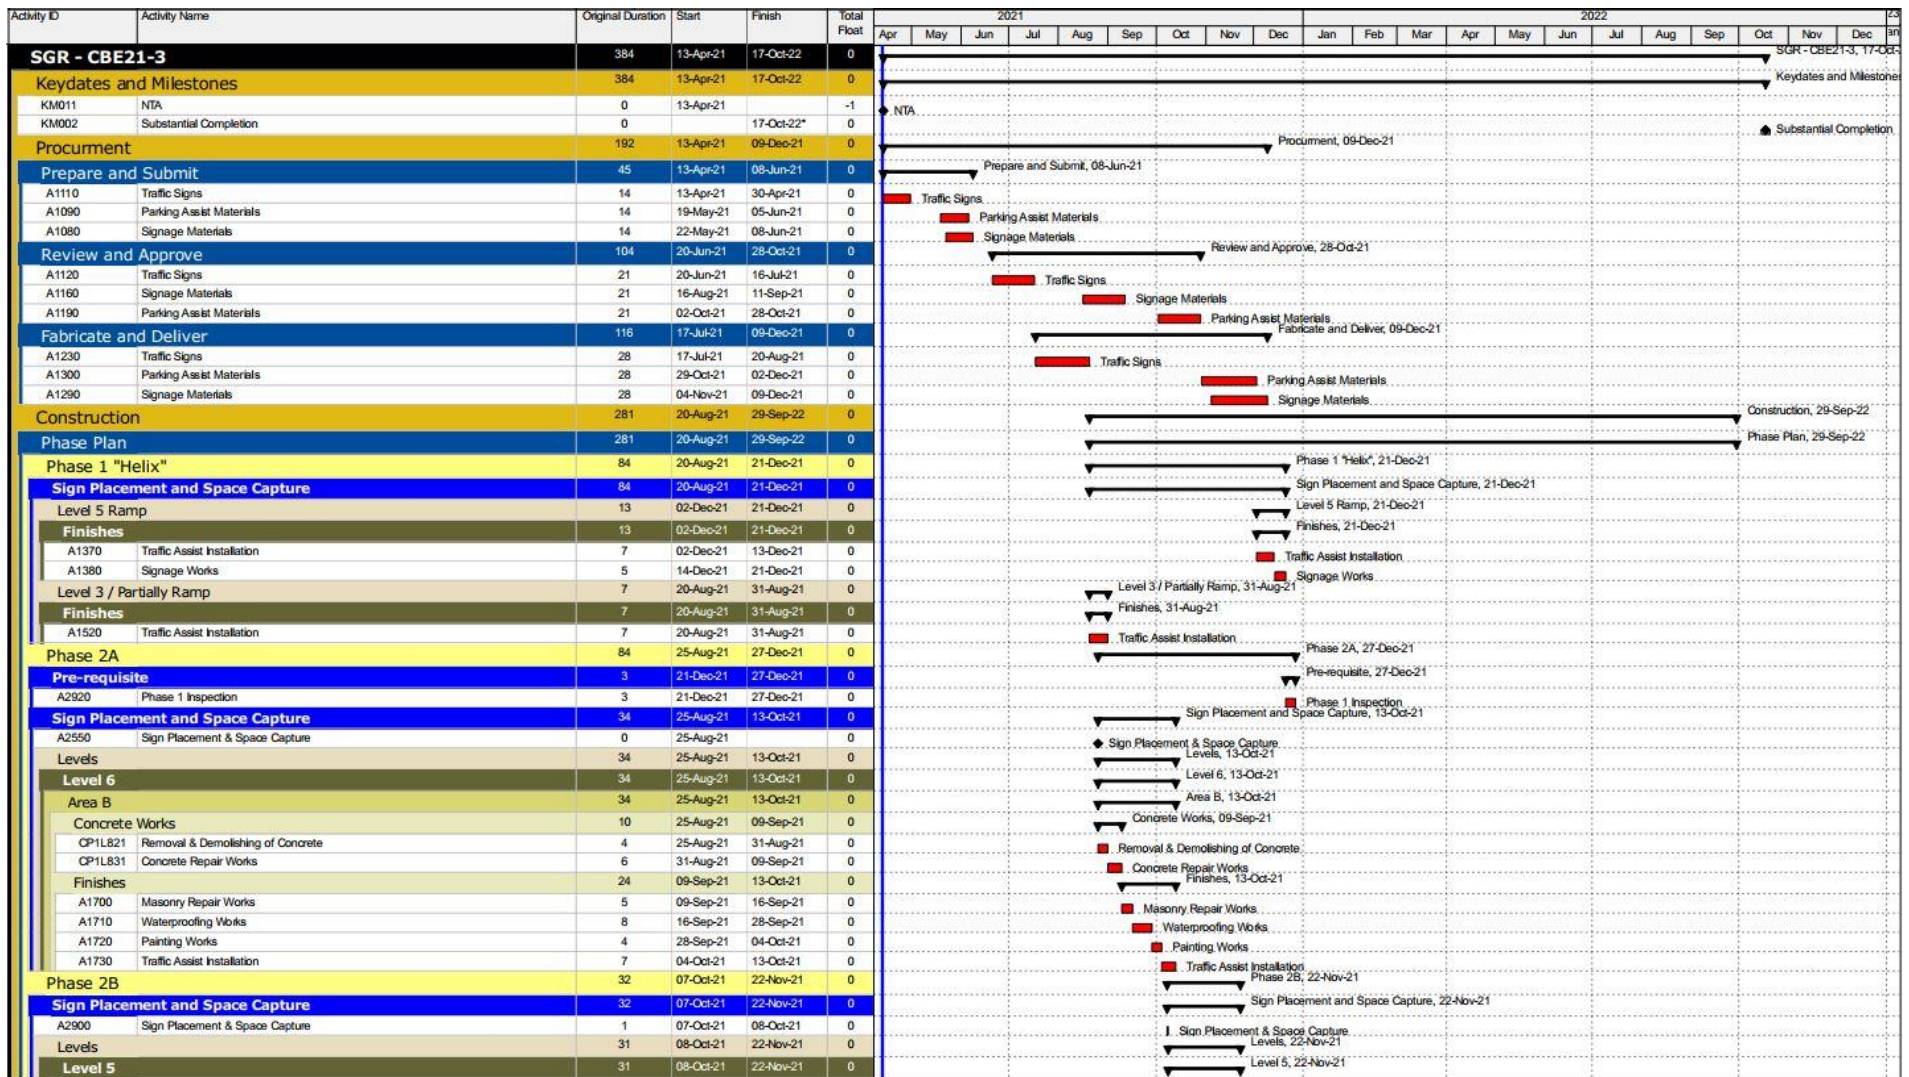 Activity ID Activity Name Original Duration Start Finish Total Float 2021 2022 23
Apr May Jun Jul Aug Sep Oct Nov Dec Jan Feb Mar Apr May Jun Jul Aug Sep Oct Nov Dec
SGR - CBE21-3 384 13-Apr-21 17-Oct-22 0 SGR - CBE21-3, 17-Oct-
Keydates and Milestones 384 13-Apr-21 17-Oct-22 0 Keydates and Milestones
KM011 NTA 0 13-Apr-21 -1 NTA
KM002 Substantial Completion 0 17-Oct-22* 0 Substantial Completion
Procurment 192 13-Apr-21 09-Dec-21 0 Procurment, 09-Dec-21
Prepare and Submit 45 13-Apr-21 08-Jun-21 0 Prepare and Submit, 08-Jun-21
A1110 Traffic Signs 14 13-Apr-21 30-Apr-21 0 Traffic Signs
A1090 Parking Assist Materials 14 19-May-21 05-Jun-21 0 Parking Assist Materials
A1080 Signage Materials 14 22-May-21 08-Jun-21 0 Signage Materials
Review and Approve 104 20-Jun-21 28-Oct-21 0 Review and Approve, 28-Oct-21
A1120 Traffic Signs 21 20-Jun-21 16-Jul-21 0 Traffic Signs
A1160 Signage Materials 21 16-Aug-21 11-Sep-21 0 Signage Materials
A1190 Parking Assist Materials 21 02-Oct-21 28-Oct-21 0 Parking Assist Materials
Fabricate and Deliver 116 17-Jul-21 09-Dec-21 0 Fabricate and Deliver, 09-Dec-21
A1230 Traffic Signs 28 17-Jul-21 20-Aug-21 0 Traffic Signs
A1300 Parking Assist Materials 28 29-Oct-21 02-Dec-21 0 Parking Assist Materials
A1290 Signage Materials 28 04-Nov-21 09-Dec-21 0 Signage Materials
Construction 281 20-Aug-21 29-Sep-22 0 Construction, 29-Sep-22
Phase Plan 281 20-Aug-21 29-Sep-22 0 Phase Plan, 29-Sep-22
Phase 1 "Helix" 84 20-Aug-21 21-Dec-21 0 Phase 1 "Helix", 21-Dec-21
Sign Placement and Space Capture 84 20-Aug-21 21-Dec-21 0 Sign Placement and Space Capture, 21-Dec-21
Level 5 Ramp 13 02-Dec-21 21-Dec-21 0 Level 5 Ramp, 21-Dec-21
Finishes 13 02-Dec-21 21-Dec-21 0 Finishes, 21-Dec-21
A1370 Traffic Assist Installation 7 02-Dec-21 13-Dec-21 0 Traffic Assist Installation
A1380 Signage Works 5 14-Dec-21 21-Dec-21 0 Signage Works
Level 3 / Partially Ramp 7 20-Aug-21 31-Aug-21 0 Level 3 / Partially Ramp, 31-Aug-21
Finishes 7 20-Aug-21 31-Aug-21 0 Finishes, 31-Aug-21
A1520 Traffic Assist Installation 7 20-Aug-21 31-Aug-21 0 Traffic Assist Installation
Phase 2A 84 25-Aug-21 27-Dec-21 0 Phase 2A, 27-Dec-21
Pre-requisite 3 21-Dec-21 27-Dec-21 0 Pre-requisite, 27-Dec-21
A2920 Phase 1 Inspection 3 21-Dec-21 27-Dec-21 0 Phase 1 Inspection
Sign Placement and Space Capture 34 25-Aug-21 13-Oct-21 0 Sign Placement and Space Capture, 13-Oct-21
A2550 Sign Placement & Space Capture 0 25-Aug-21 0 Sign Placement & Space Capture
Levels 34 25-Aug-21 13-Oct-21 0 Levels, 13-Oct-21
Level 6 34 25-Aug-21 13-Oct-21 0 Level 6, 13-Oct-21
Area B 34 25-Aug-21 13-Oct-21 0 Area B, 13-Oct-21
Concrete Works 10 25-Aug-21 09-Sep-21 0 Concrete Works, 09-Sep-21
CP1L821 Removal & Demolishing of Concrete 4 25-Aug-21 31-Aug-21 0 Removal & Demolishing of Concrete
CP1L831 Concrete Repair Works 6 31-Aug-21 09-Sep-21 0 Concrete Repair Works
Finishes 24 09-Sep-21 13-Oct-21 0 Finishes, 13-Oct-21
A1700 Masonry Repair Works 5 09-Sep-21 16-Sep-21 0 Masonry Repair Works
A1710 Waterproofing Works 8 16-Sep-21 28-Sep-21 0 Waterproofing Works
A1720 Painting Works 4 28-Sep-21 04-Oct-21 0 Painting Works
A1730 Traffic Assist Installation 7 04-Oct-21 13-Oct-21 0 Traffic Assist Installation
Phase 2B 32 07-Oct-21 22-Nov-21 0 Phase 2B, 22-Nov-21
Sign Placement and Space Capture 32 07-Oct-21 22-Nov-21 0 Sign Placement and Space Capture, 22-Nov-21
A2900 Sign Placement & Space Capture 1 07-Oct-21 08-Oct-21 0 Sign Placement & Space Capture
Levels 31 08-Oct-21 22-Nov-21 0 Levels, 22-Nov-21
Level 5 31 08-Oct-21 22-Nov-21 0 Level 5, 22-Nov-21